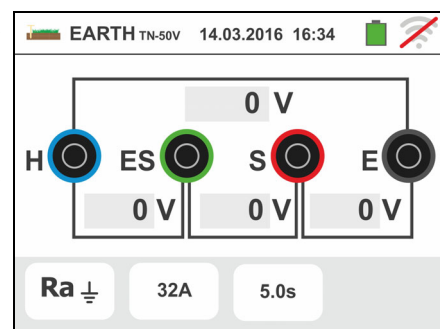 EARTH TN-50V 14.03.2016 16:34
0 V
H ES S E
0 V 0 V 0 V
Ra 32A 5.0s